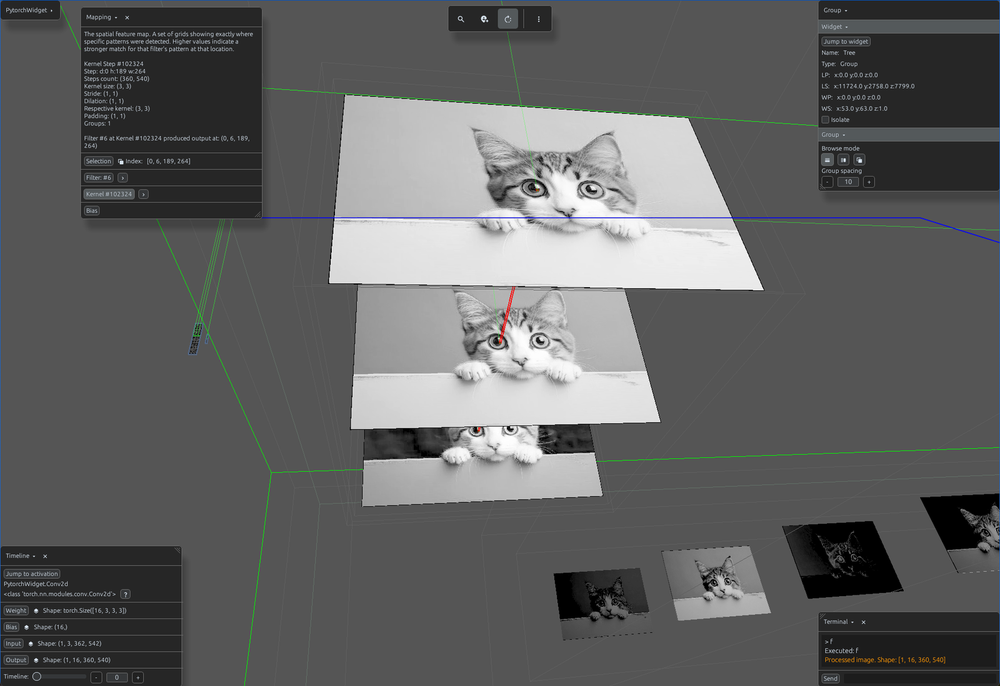 PytorchWidget
Mapping
The spatial feature map. A set of grids showing exactly where
specific patterns were detected. Higher values indicate a
stronger match for that filter's pattern at that location.
Kernel Step #102324
Step: d:0 h:189 w:264
Steps count: (360, 540)
Kernel size: (3, 3)
Stride: (1, 1)
Dilation: (1, 1)
Respective kernel: (3, 3)
Padding: (1, 1)
Groups: 1
Filter #6 at Kernel #102324 produced output at: (0, 6, 189,
264)
Selection Index: [0, 6, 189, 264]
Filter: #6
Kernel #102324
Bias
Group
Widget
Jump to widget
Name: Tree
Type: Group
LP: x:0.0 y:0.0 z:0.0
LS: x:11724.0 y:2758.0 z:7799.0
WP: x:0.0 y:0.0 z:0.0
WS: x:53.0 y:63.0 z:1.0
Isolate
Group
Browse mode
Group spacing
- 10 +
Timeline
Jump to activation
PytorchWidget.Conv2d
<class 'torch.nn.modules.conv.Conv2d'> ?
Weight Shape: torch.Size([16, 3, 3, 3])
Bias Shape: (16,)
Input Shape: (1, 3, 362, 542)
Output Shape: (1, 16, 360, 540)
Timeline: - 0 +
Terminal
> f
Executed: f
Processed image. Shape: [1, 16, 360, 540]
Send